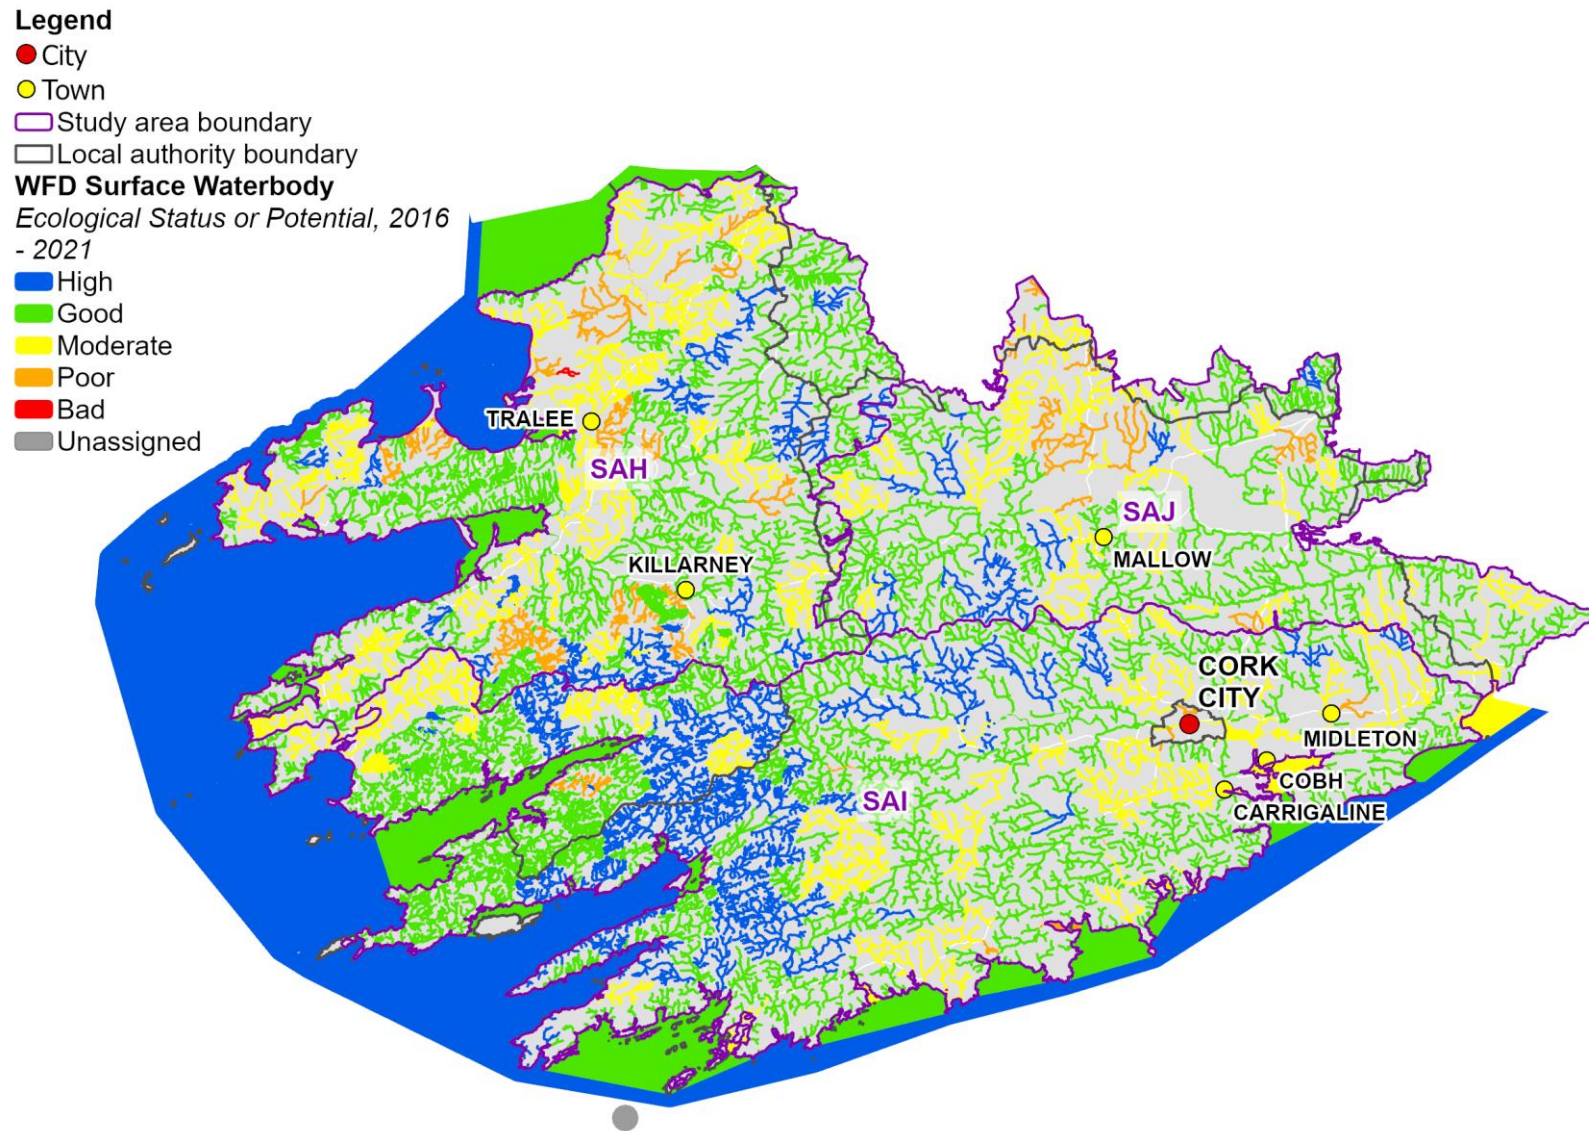 Legend
City
Town
Study area boundary
Local authority boundary
WFD Surface Waterbody
Ecological Status or Potential, 2016
- 2021
High
Good
Moderate
Poor
Bad
Unassigned
TRALEE
SAH
SAJ
MALLOW
KILLARNEY
CORK
CITY
MIDLETON
COBH
SAI
CARRIGALINE